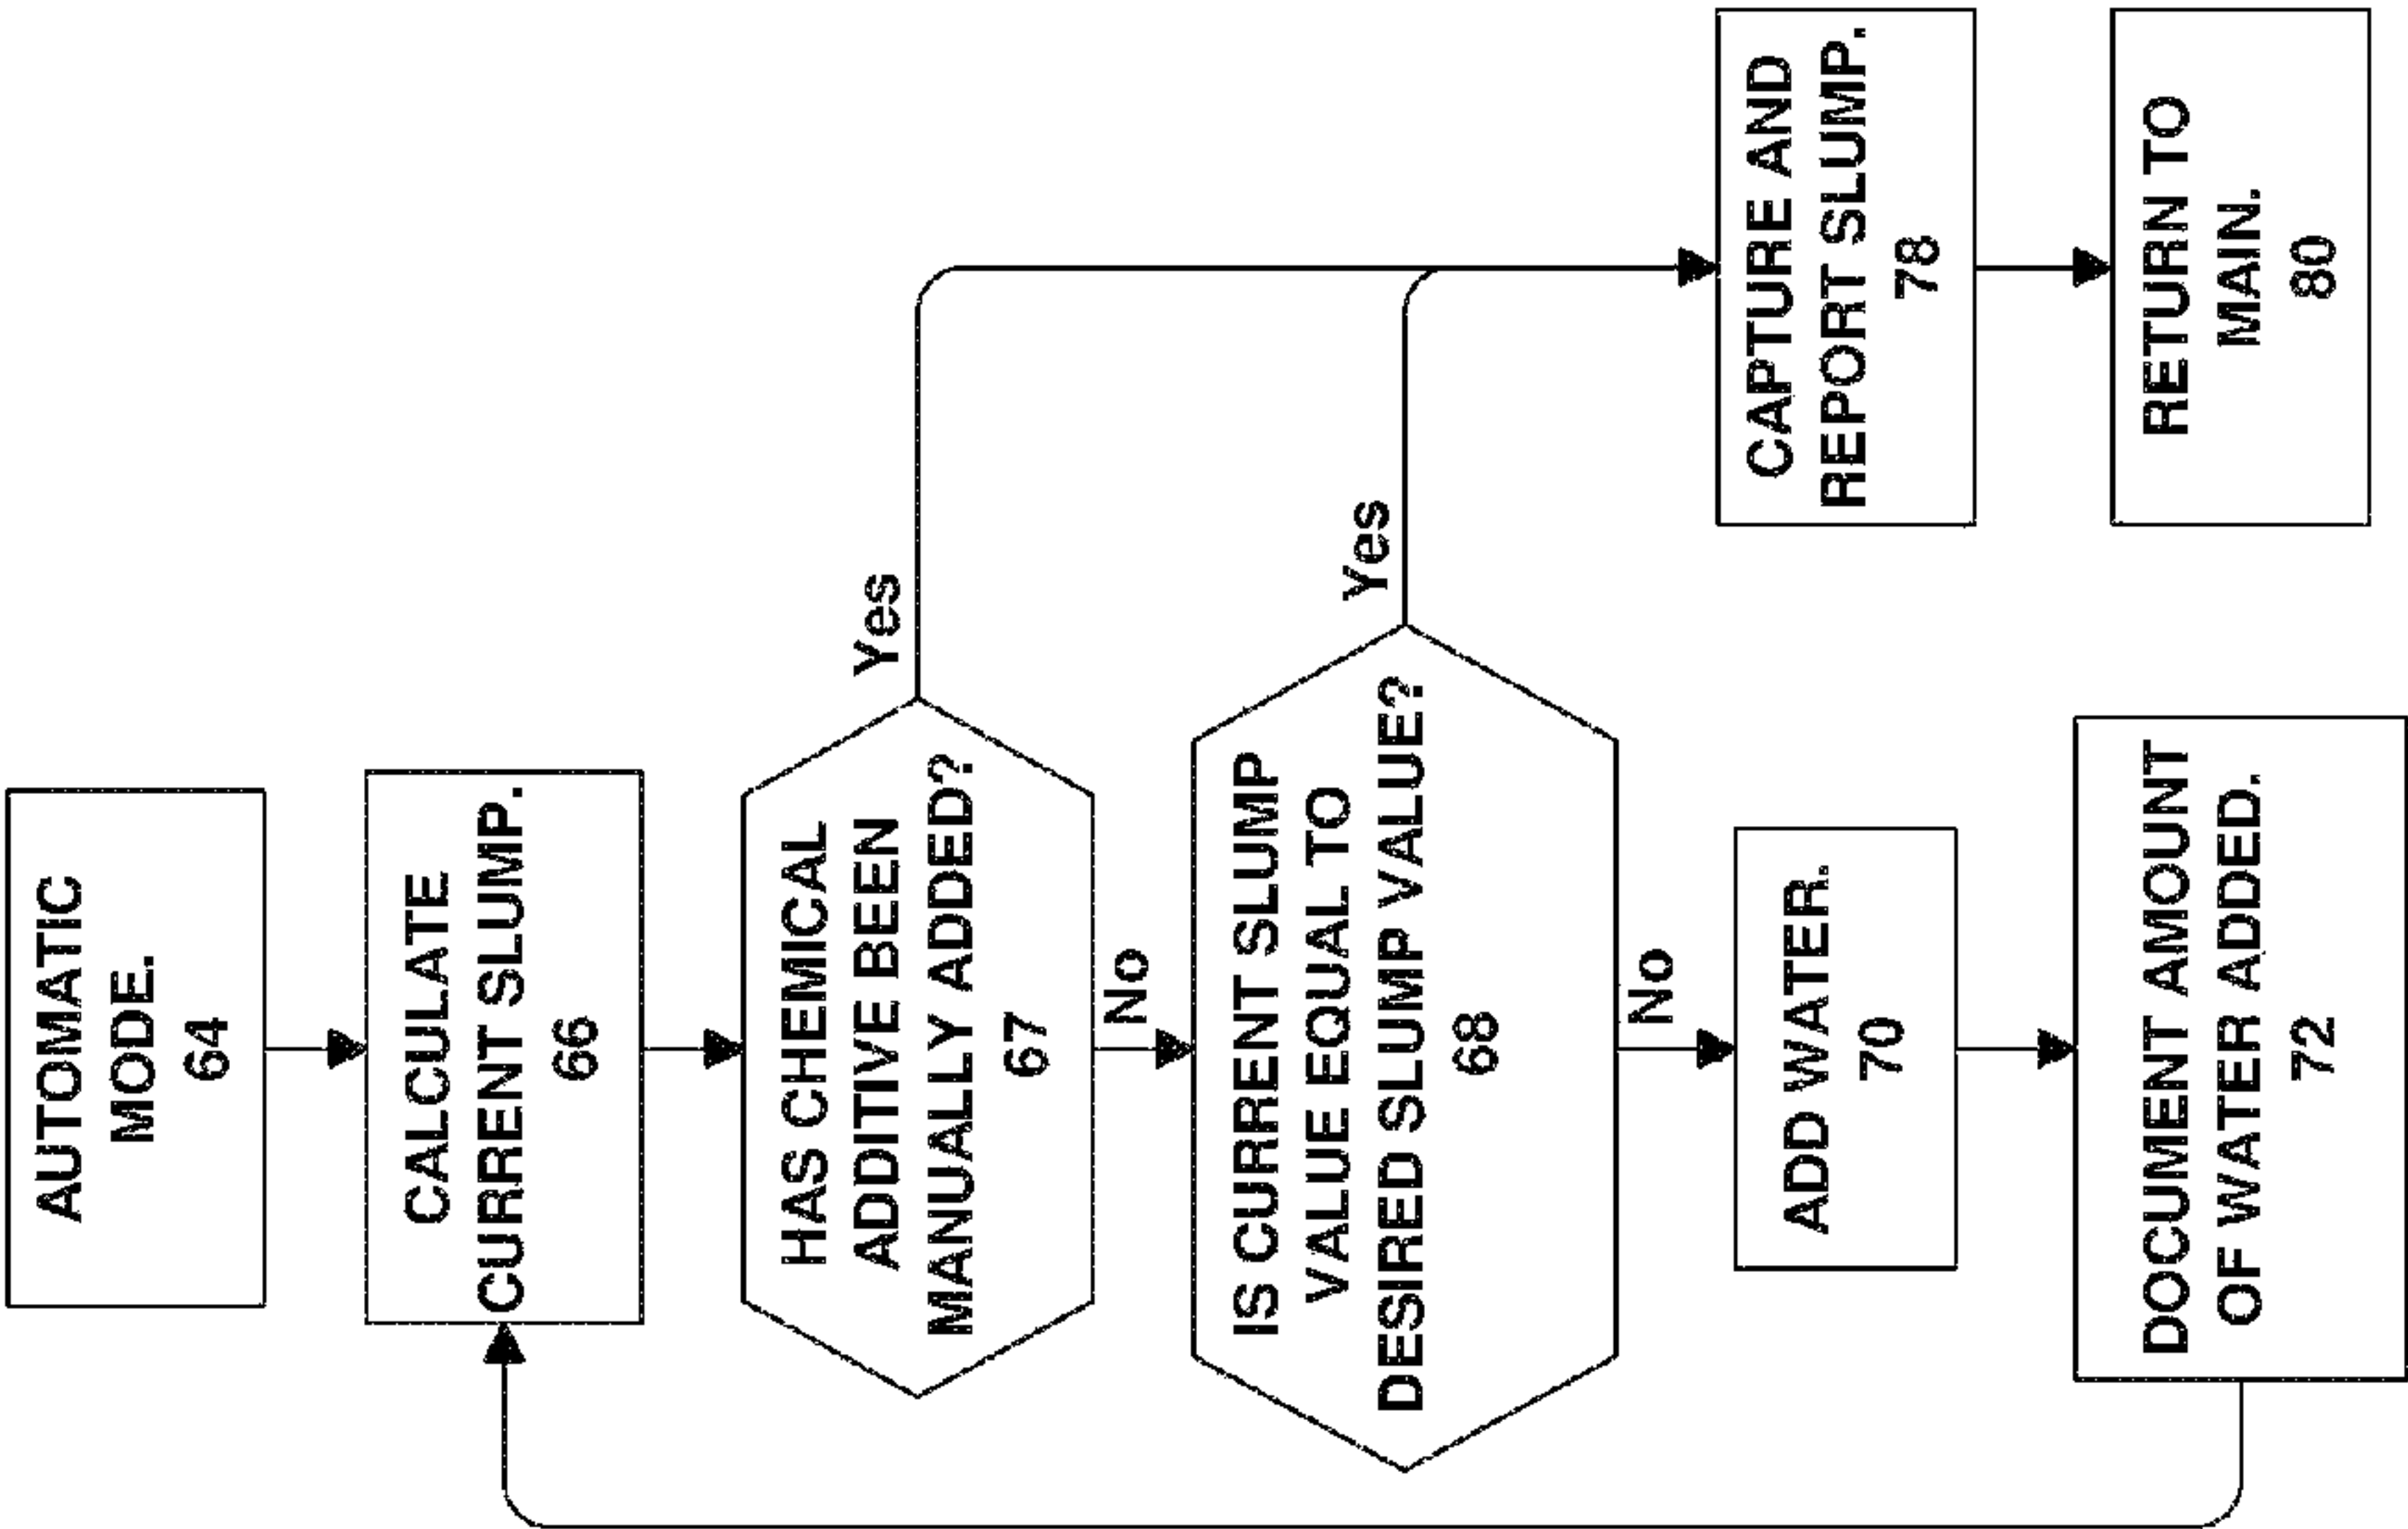 AUTOMATIC
MODE.
64
CALCULATE
CURRENT SLUMP.
66
HAS CHEMICAL
ADDITIVE BEEN
MANUALLY ADDED?
67
Yes
No
IS CURRENT SLUMP
VALUE EQUAL TO
DESIRED SLUMP VALUE?
68
Yes
No
ADD WATER.
70
DOCUMENT AMOUNT
OF WATER ADDED.
72
CAPTURE AND
REPORT SLUMP.
78
RETURN TO
MAIN.
80